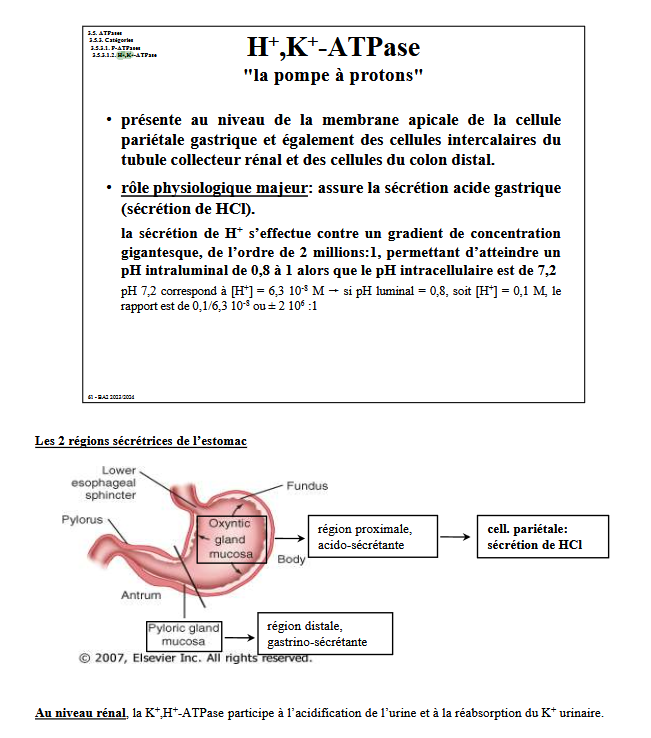 3.5. ATPases
3.5.3. Catégories
3.5.3.1. P-ATPases
3.5.3.1.2. H+,K+-ATPase
H⁺,K⁺-ATPase
"la pompe à protons"
• présente au niveau de la membrane apicale de la cellule
pariétale gastrique et également des cellules intercalaires du
tubule collecteur rénal et des cellules du colon distal.
• rôle physiologique majeur: assure la sécrétion acide gastrique
(sécrétion de HCl).
la sécrétion de H⁺ s’effectue contre un gradient de concentration
gigantesque, de l’ordre de 2 millions:1, permettant d’atteindre un
pH intraluminal de 0,8 à 1 alors que le pH intracellulaire est de 7,2
pH 7,2 correspond à [H⁺] = 6,3 10⁻⁸ M → si pH luminal = 0,8, soit [H⁺] = 0,1 M, le
rapport est de 0,1/6,3 10⁻⁸ ou ± 2 10⁶ :1
61 - BA2 2023/2024
Les 2 régions sécrétrices de l’estomac
Lower
esophageal
sphincter
Fundus
Pylorus
Oxyntic
gland
mucosa
Body
région proximale,
acido-sécrétante
cell. pariétale:
sécrétion de HCl
Antrum
Pyloric gland
mucosa
région distale,
gastrino-sécrétante
© 2007, Elsevier Inc. All rights reserved.
Au niveau rénal, la K⁺,H⁺-ATPase participe à l’acidification de l’urine et à la réabsorption du K⁺ urinaire.